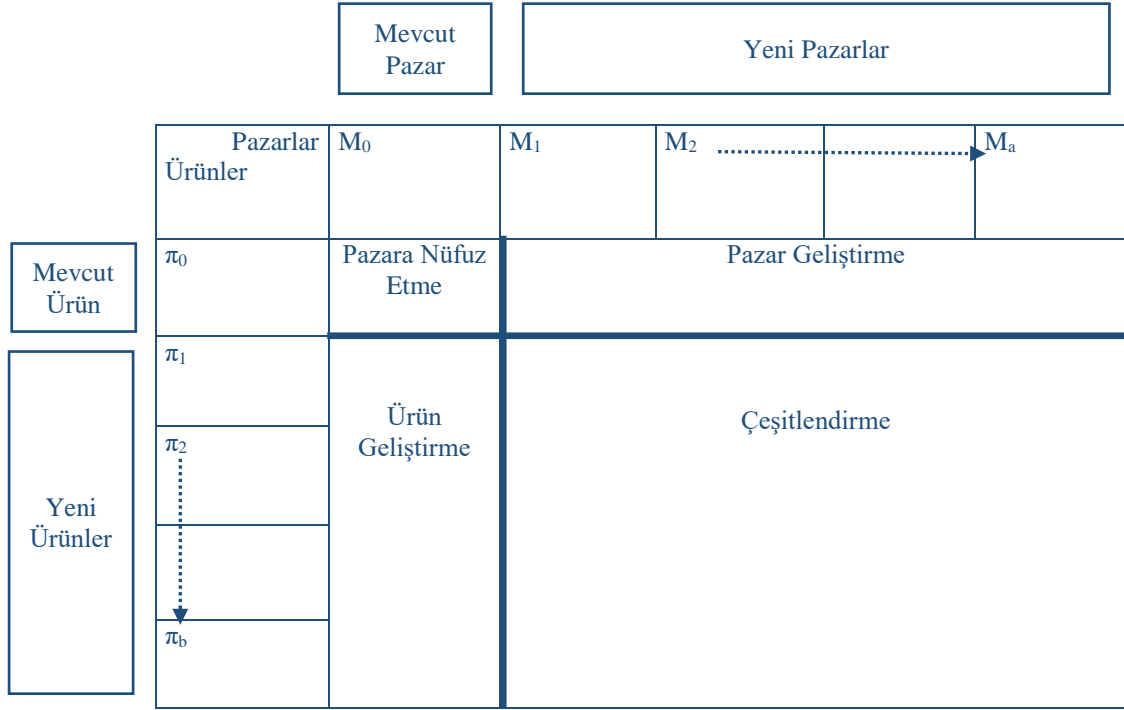 Mevcut
Pazar
Yeni Pazarlar
Pazarlar
Ürünler
M₀
M₁
M₂
Mₐ
Mevcut
Ürün
π₀
Pazara Nüfuz
Etme
Pazar Geliştirme
Yeni
Ürünler
π₁
π₂
π_b
Ürün
Geliştirme
Çeşitlendirme